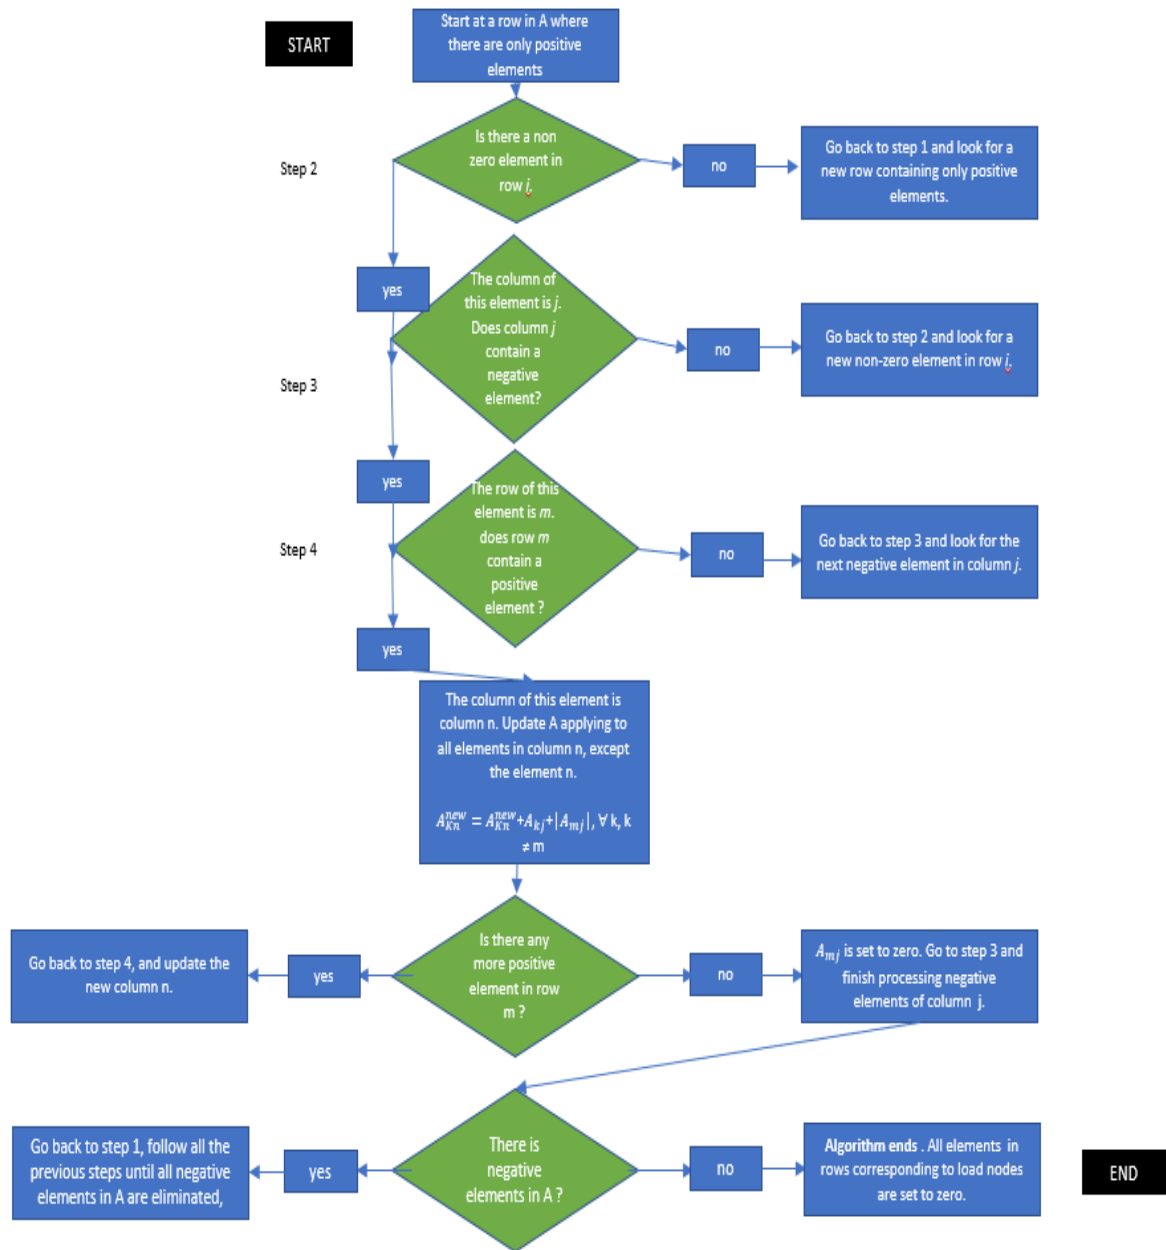 START
Start at a row in A where
there are only positive
elements
Step 2
Is there a non
zero element in
row i,
no
Go back to step 1 and look for a
new row containing only positive
elements.
yes
The column of
this element is j.
Does column j
contain a
negative
element?
no
Go back to step 2 and look for a
new non-zero element in row i,
Step 3
yes
The row of this
element is m.
does row m
contain a
positive
element ?
no
Go back to step 3 and look for the
next negative element in column j.
Step 4
yes
The column of this element is
column n. Update A applying to
all elements in column n, except
the element n.
A_{Kn}^{new} = A_{Kn}^{new}+A_{kj}+|A_{mj}|, ∀ k, k
≠ m
Is there any
more positive
element in row
m ?
yes
Go back to step 4, and update the
new column n.
no
A_{mj} is set to zero. Go to step 3 and
finish processing negative
elements of column j.
There is
negative
elements in A ?
yes
Go back to step 1, follow all the
previous steps until all negative
elements in A are eliminated,
no
Algorithm ends . All elements in
rows corresponding to load nodes
are set to zero.
END